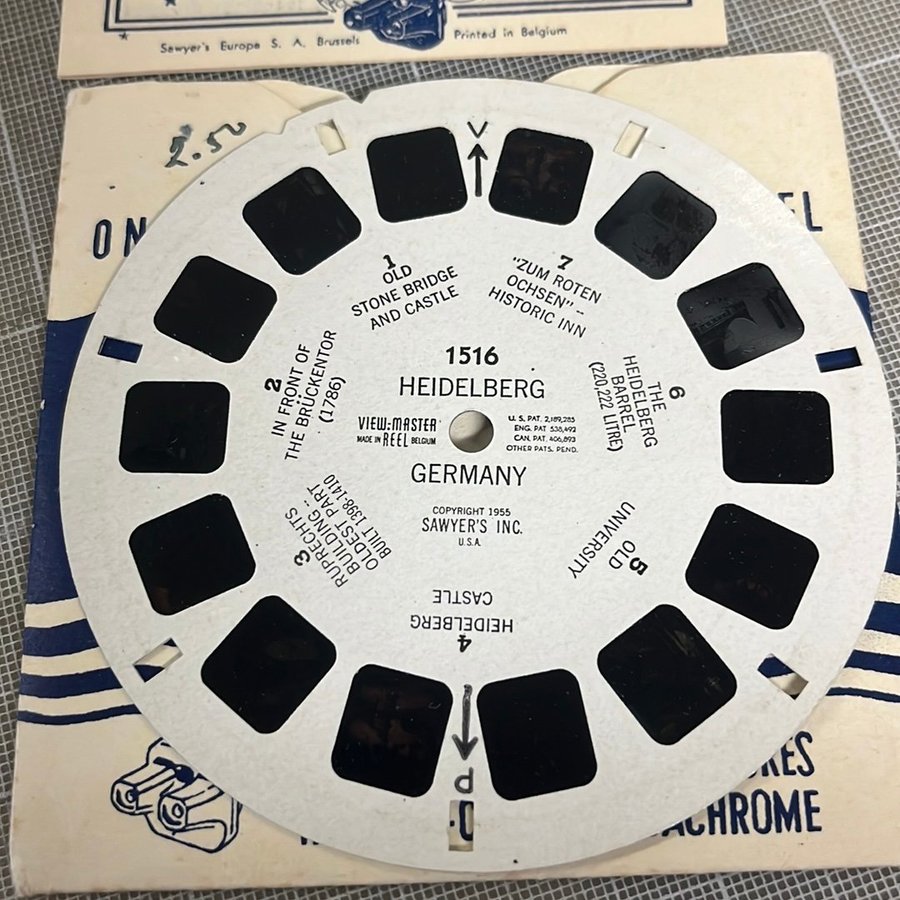 Sawyer's Europe S. A. Brussels
Printed in Belgium
2.50
ON
EL
V
1
OLD
STONE BRIDGE
AND CASTLE
7
"ZUM ROTEN
OCHSEN" -
HISTORIC INN
2
IN FRONT OF
THE BRÜCKENTOR
(1786)
6
THE
HEIDELBERG
BARREL
(220,222 LITRE)
1516
HEIDELBERG
VIEW-MASTER
MADE IN REEL BELGIUM
U. S. PAT. 2,189,285
ENG. PAT 538,492
CAN. PAT. 406,893
OTHER PATS. PEND.
GERMANY
COPYRIGHT 1955
SAWYER'S INC.
U.S.A.
3
RUPRECHTS
BUILDING -
OLDEST PART
BUILT 1398-1410
5
OLD
UNIVERSITY
4
HEIDELBERG
CASTLE
P
RES
ACHROME